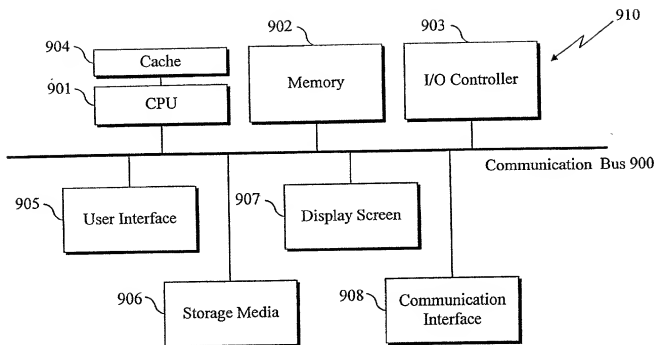 904
Cache
901
CPU
902
Memory
903
I/O Controller
910
Communication Bus 900
905
User Interface
907
Display Screen
906
Storage Media
908
Communication
Interface